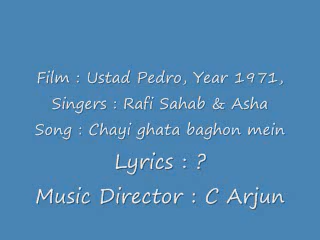 Film : Ustad Pedro, Year 1971,
Singers : Rafi Sahab & Asha
Song : Chayi ghata baghon mein
Lyrics : ?
Music Director : C Arjun